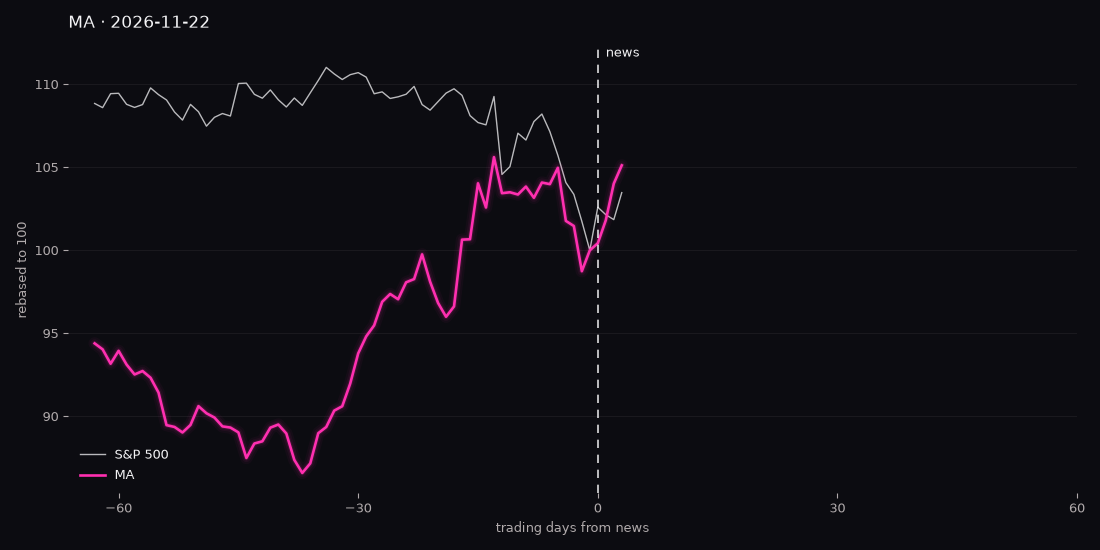 MA · 2026-11-22
news
110
105
100
95
90
rebased to 100
S&P 500
MA
−60
−30
0
30
60
trading days from news